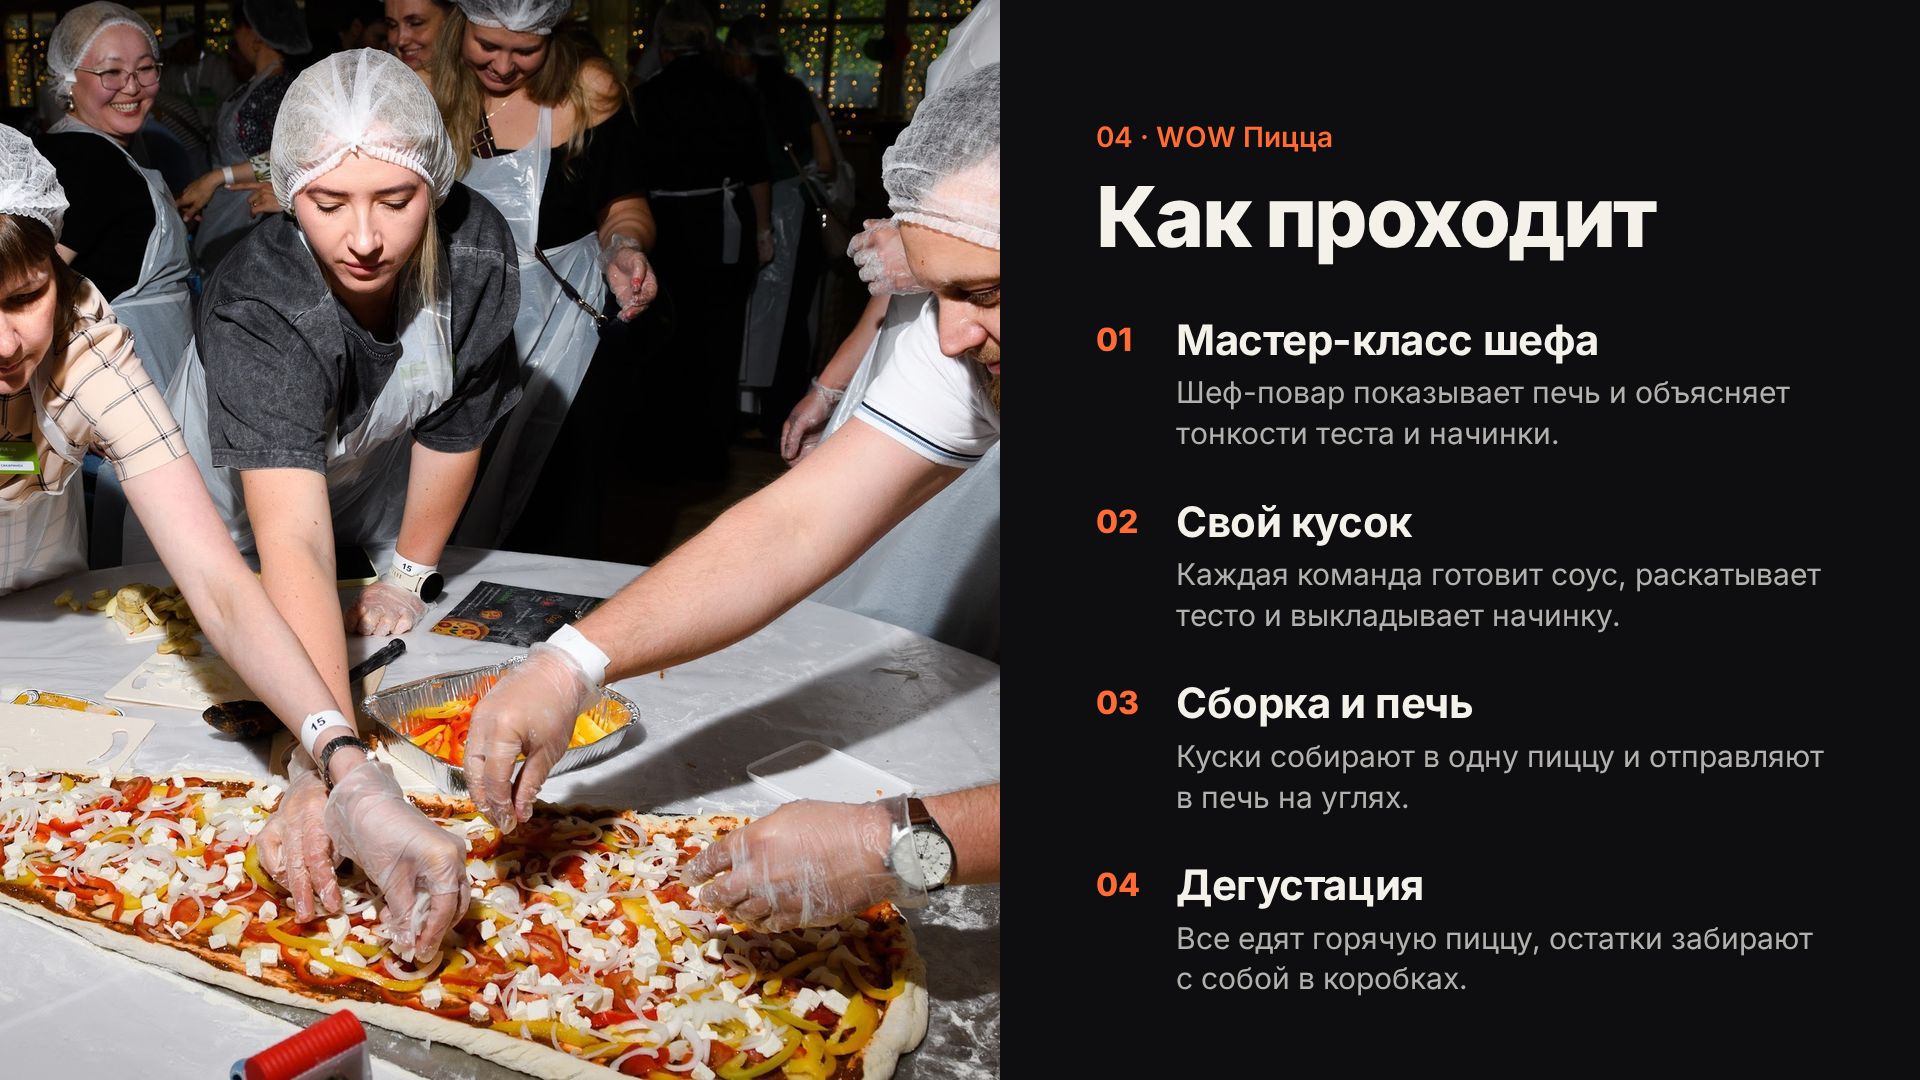 04 · WOW Пицца
Как проходит
01
Мастер-класс шефа
Шеф-повар показывает печь и объясняет
тонкости теста и начинки.
02
Свой кусок
Каждая команда готовит соус, раскатывает
тесто и выкладывает начинку.
03
Сборка и печь
Куски собирают в одну пиццу и отправляют
в печь на углях.
04
Дегустация
Все едят горячую пиццу, остатки забирают
с собой в коробках.
15
15